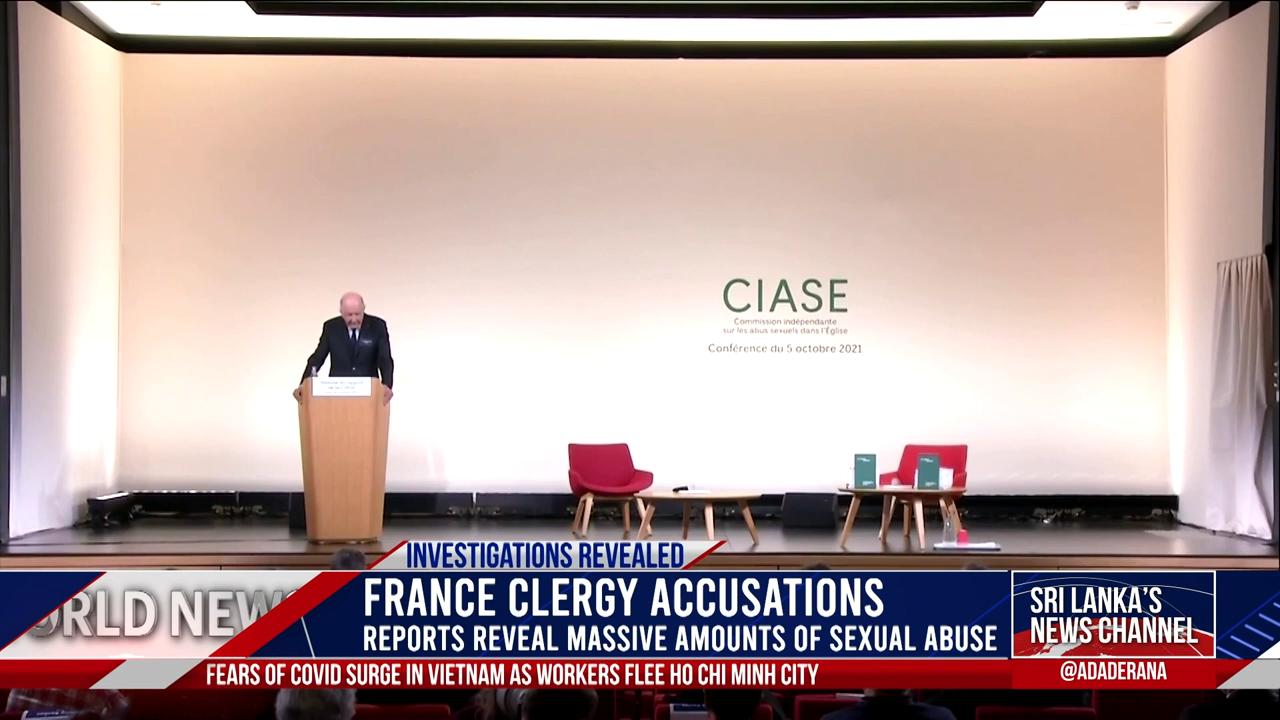 CIASE
Commission indépendante
sur les abus sexuels dans l'Église
Conférence du 5 octobre 2021
INVESTIGATIONS REVEALED
ORLD NEWS
FRANCE CLERGY ACCUSATIONS
REPORTS REVEAL MASSIVE AMOUNTS OF SEXUAL ABUSE
SRI LANKA'S
NEWS CHANNEL
FEARS OF COVID SURGE IN VIETNAM AS WORKERS FLEE HO CHI MINH CITY
@ADADERANA